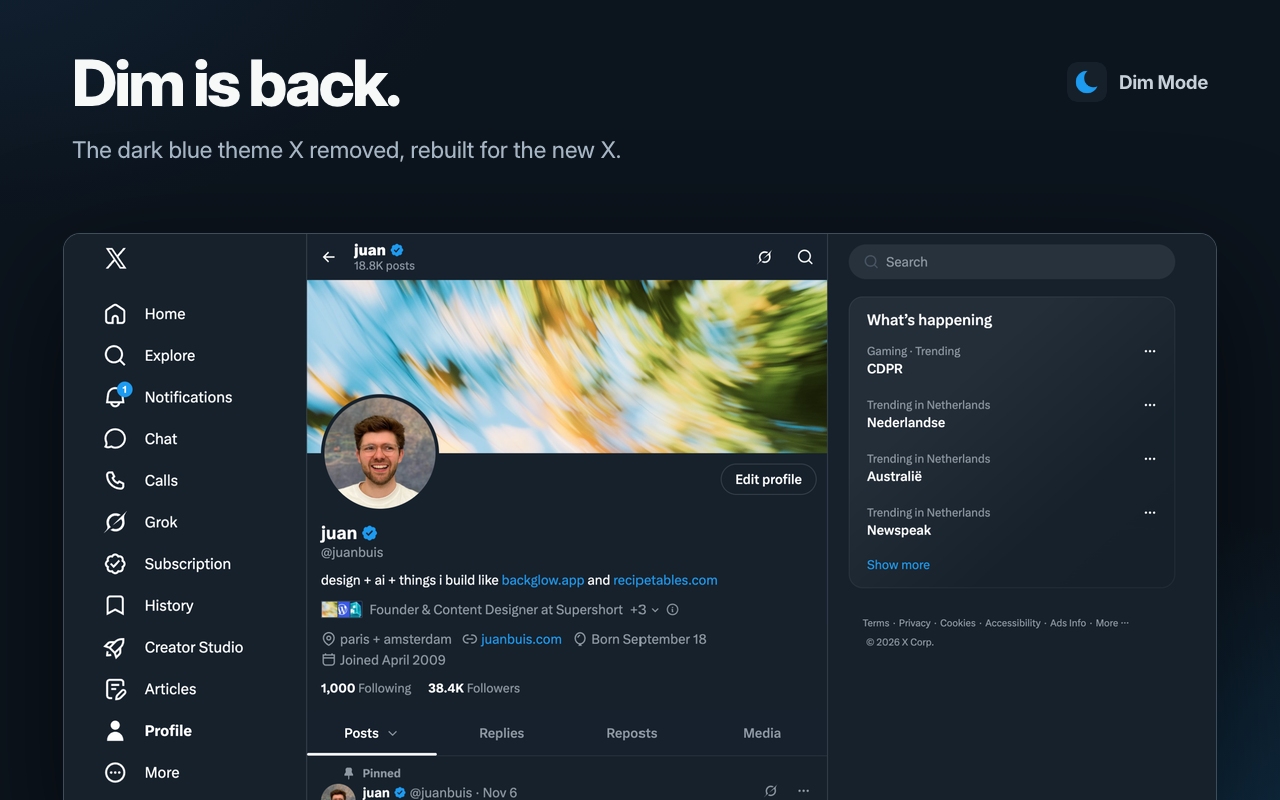 Dim is back.
Dim Mode
The dark blue theme X removed, rebuilt for the new X.
Home
Explore
1
Notifications
Chat
Calls
Grok
Subscription
History
Creator Studio
Articles
Profile
More
juan
18.8K posts
Edit profile
juan
@juanbuis
design + ai + things i build like backglow.app and recipetables.com
Founder & Content Designer at Supershort +3
paris + amsterdam juanbuis.com Born September 18
Joined April 2009
1,000 Following 38.4K Followers
Posts Replies Reposts Media
Pinned
juan @juanbuis · Nov 6
Search
What's happening
Gaming · Trending
CDPR
Trending in Netherlands
Nederlandse
Trending in Netherlands
Australië
Trending in Netherlands
Newspeak
Show more
Terms · Privacy · Cookies · Accessibility · Ads Info · More ···
© 2026 X Corp.